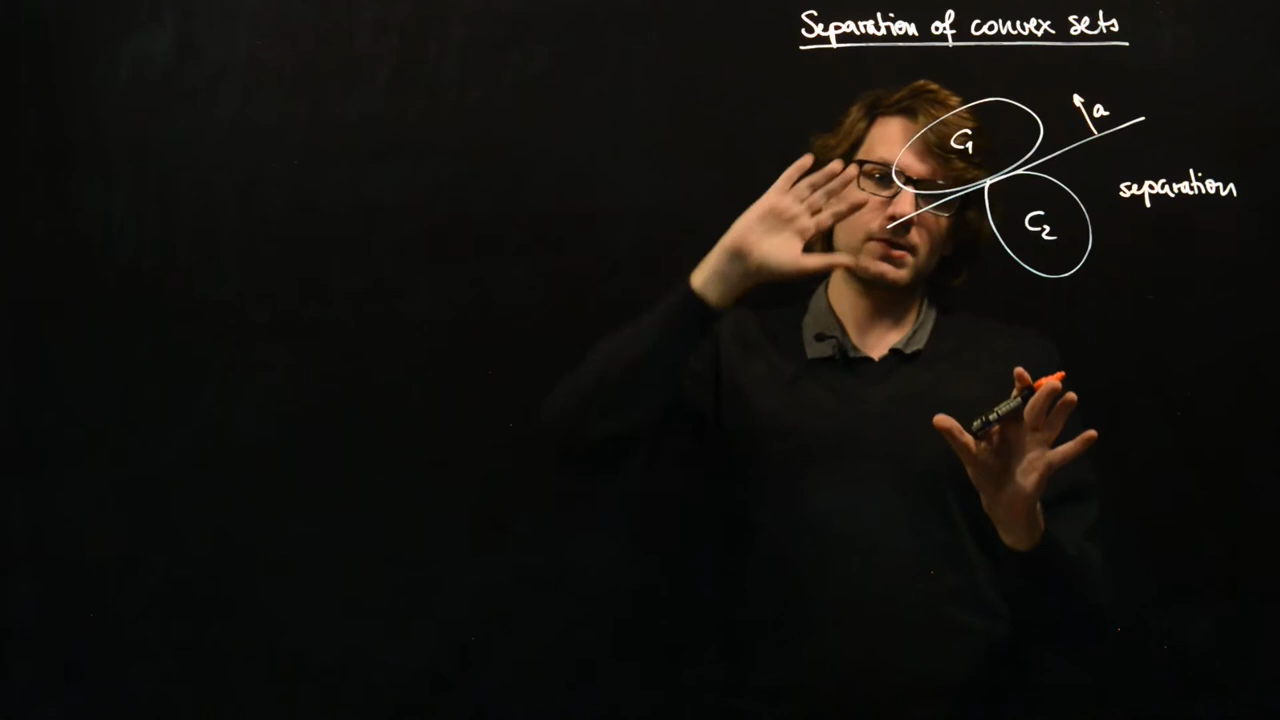 Separation of convex sets
C₁
a
separation
C₂